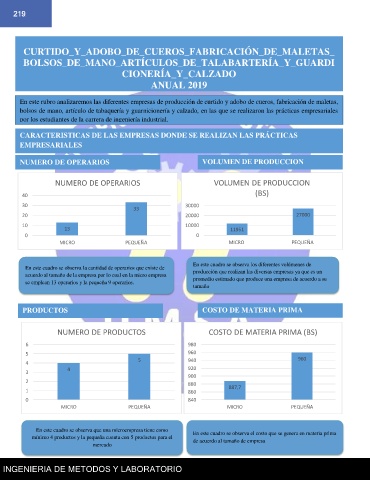 219
CURTIDO_Y_ADOBO_DE_CUEROS_FABRICACIÓN_DE_MALETAS_
BOLSOS_DE_MANO_ARTÍCULOS_DE_TALABARTERÍA_Y_GUARDI
CIONERÍA_Y_CALZADO
ANUAL 2019
En este rubro analizaremos las diferentes empresas de producción de curtido y adobo de cueros, fabricación de maletas,
bolsos de mano, artículo de tabaquería y guarnicionería y calzado, en las que se realizaron las prácticas empresariales
por los estudiantes de la carrera de ingeniería industrial.
CARACTERISTICAS DE LAS EMPRESAS DONDE SE REALIZAN LAS PRÁCTICAS
EMPRESARIALES
NUMERO DE OPERARIOS
VOLUMEN DE PRODUCCION
NUMERO DE OPERARIOS
40
30
20
10
0
13
33
MICRO
PEQUEÑA
VOLUMEN DE PRODUCCION
(BS)
30000
20000
10000
0
11951
27000
MICRO
PEQUEÑA
En este cuadro se observa la cantidad de operarios que existe de
acuerdo al tamaño de la empresa por lo cual en la micro empresa
se emplean 13 operarios y la pequeña 9 operarios.
En este cuadro se observa los diferentes volúmenes de
producción que realizan las diversas empresas ya que es un
promedio estimado que produce una empresa de acuerdo a su
tamaño
PRODUCTOS
COSTO DE MATERIA PRIMA
NUMERO DE PRODUCTOS
6
5
4
3
2
1
0
4
5
MICRO
PEQUEÑA
COSTO DE MATERIA PRIMA (BS)
980
960
940
920
900
880
860
840
887,7
960
MICRO
PEQUEÑA
En este cuadro se observa que una microempresa tiene como
mínimo 4 productos y la pequeña cuenta con 5 productos para el
mercado
En este cuadro se observa el costo que se genera en materia prima
de acuerdo al tamaño de empresa
INGENIERIA DE METODOS Y LABORATORIO